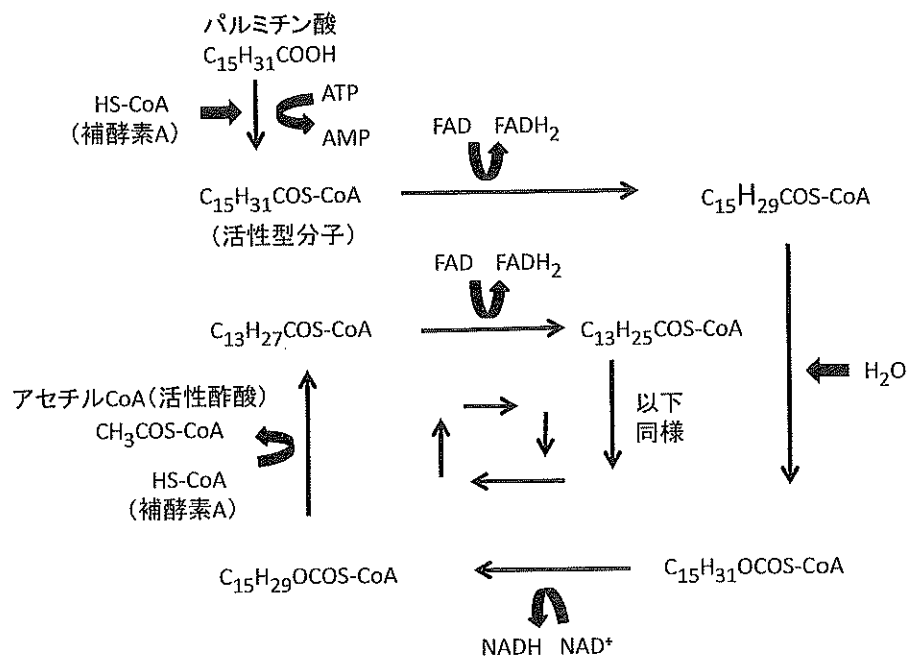 パルミチン酸
C₁₅H₃₁COOH
HS-CoA
(補酵素A)
ATP
AMP
FAD FADH₂
C₁₅H₃₁COS-CoA
(活性型分子)
C₁₅H₂₉COS-CoA
FAD FADH₂
C₁₃H₂₇COS-CoA
C₁₃H₂₅COS-CoA
H₂O
アセチルCoA(活性酢酸)
CH₃COS-CoA
以下
同様
HS-CoA
(補酵素A)
C₁₅H₂₉OCOS-CoA
C₁₅H₃₁OCOS-CoA
NADH NAD⁺